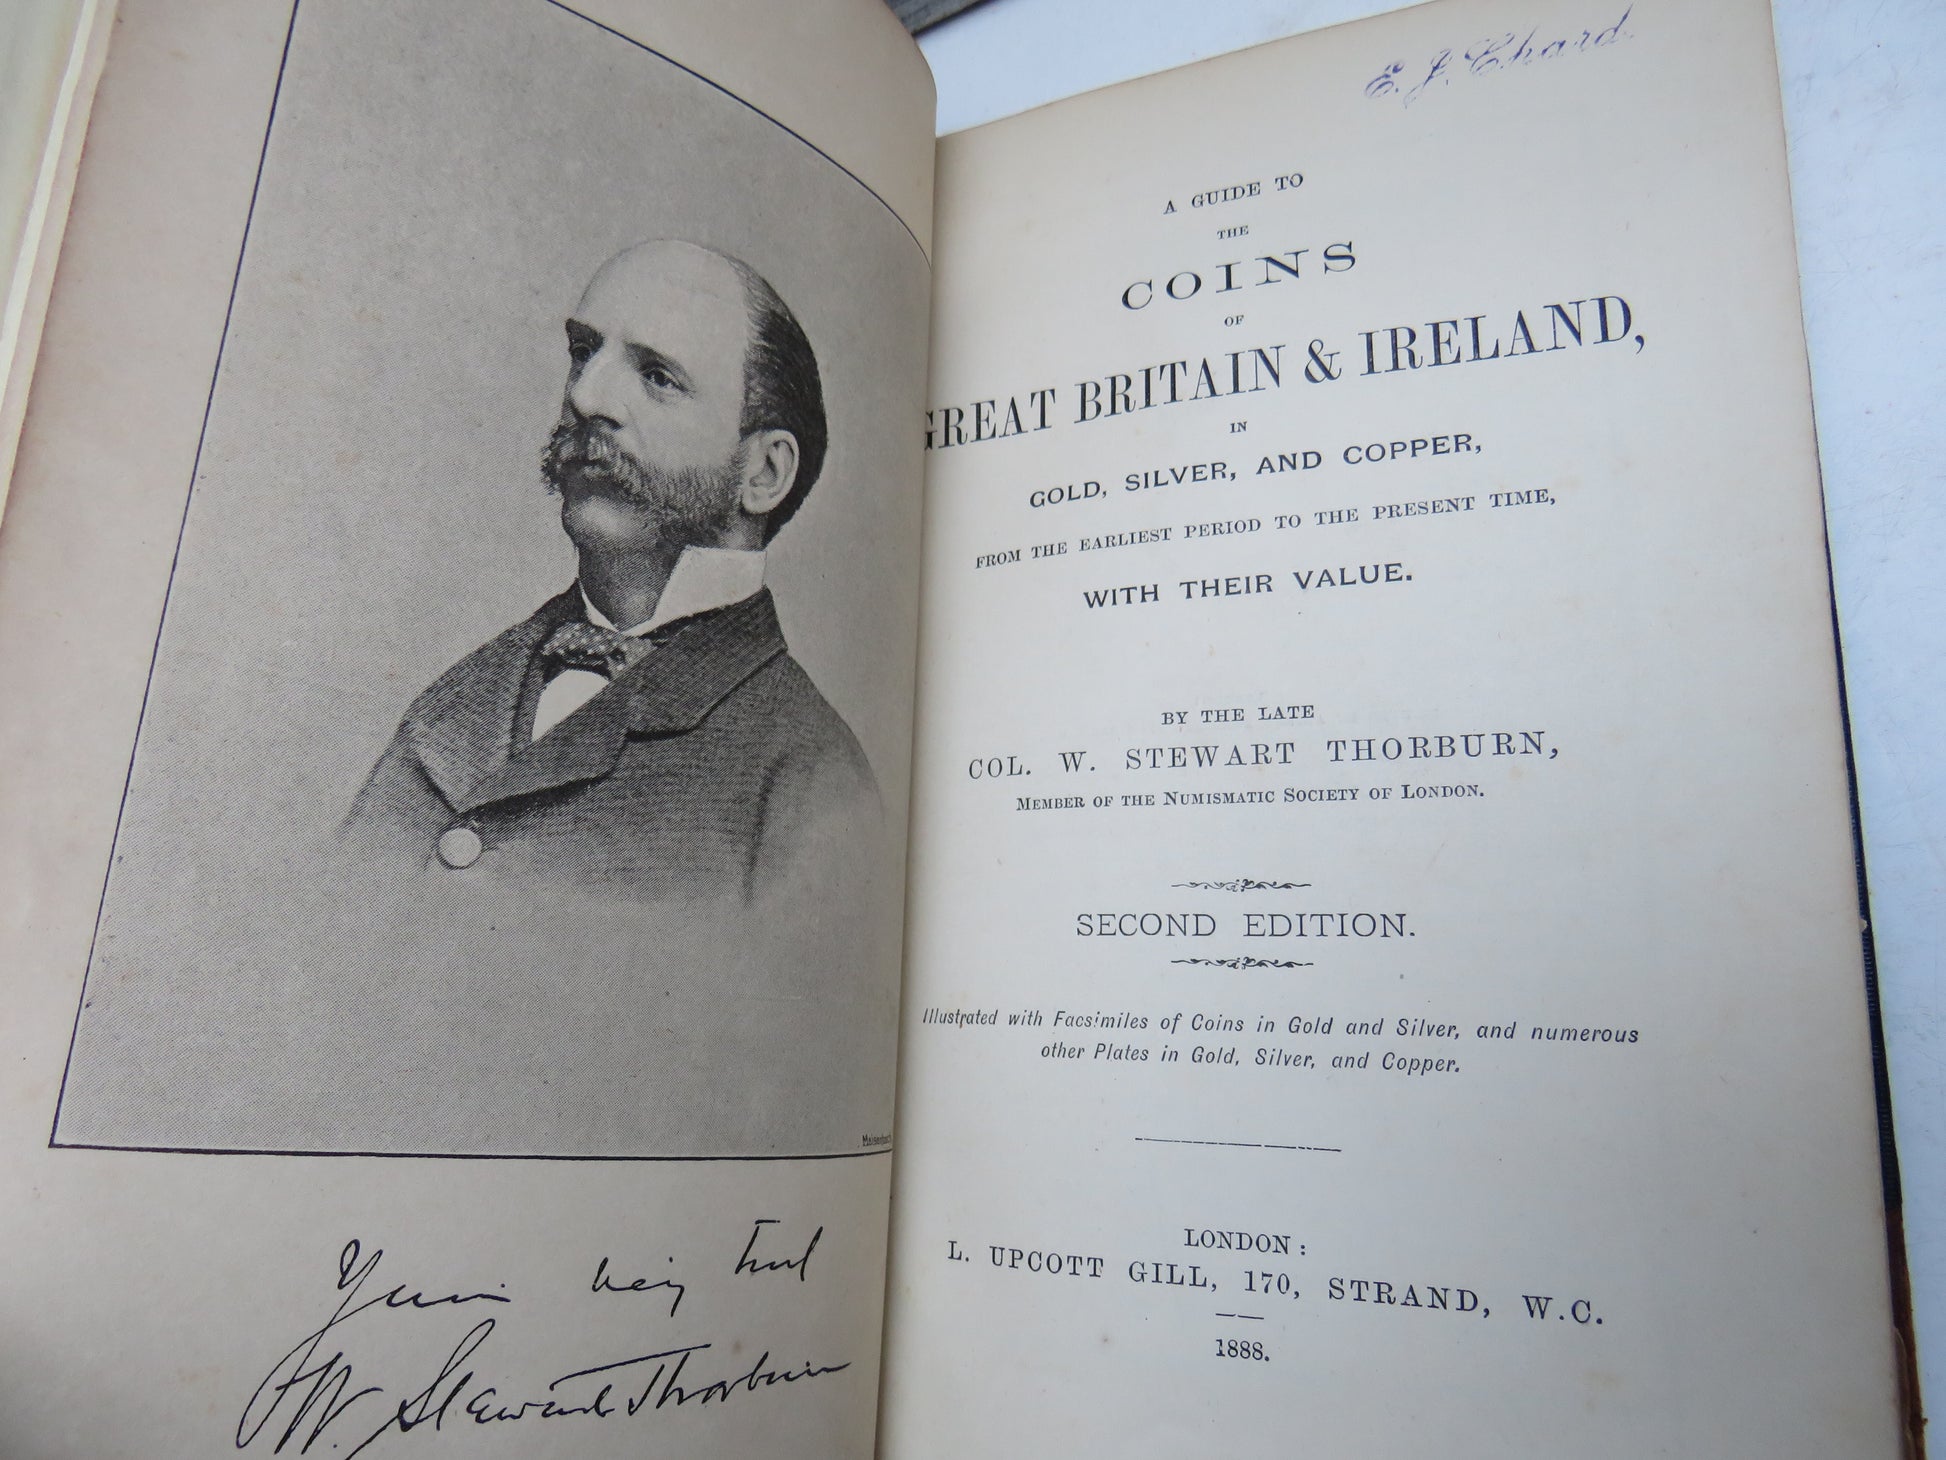 Meisenbach
Yours very truly
W. Stewart Thorburn
E. J. Chard.
A GUIDE TO
THE
COINS
OF
GREAT BRITAIN & IRELAND,
IN
GOLD, SILVER, AND COPPER,
FROM THE EARLIEST PERIOD TO THE PRESENT TIME,
WITH THEIR VALUE.
BY THE LATE
COL. W. STEWART THORBURN,
MEMBER OF THE NUMISMATIC SOCIETY OF LONDON.
SECOND EDITION.
Illustrated with Facsimiles of Coins in Gold and Silver, and numerous
other Plates in Gold, Silver, and Copper.
LONDON:
L. UPCOTT GILL, 170, STRAND, W.C.
1888.